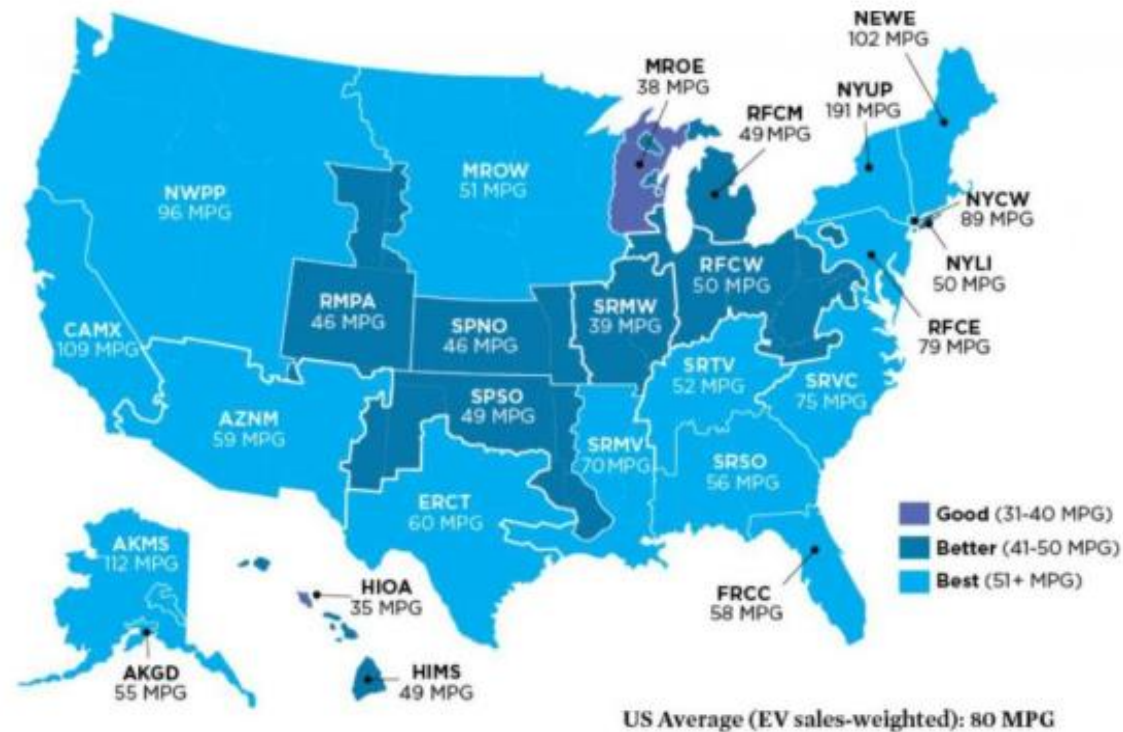 NEWE
102 MPG
MROE
38 MPG
NYUP
191 MPG
RFCM
49 MPG
MROW
51 MPG
NWPP
96 MPG
NYCW
89 MPG
RFCW
50 MPG
NYLI
50 MPG
RMPA
46 MPG
SRMW
39 MPG
SPNO
46 MPG
RFCE
79 MPG
CAMX
109 MPG
SRTV
52 MPG
SRVC
75 MPG
SPSO
49 MPG
AZNM
59 MPG
SRMV
70 MPG
SRSO
56 MPG
ERCT
60 MPG
Good (31-40 MPG)
Better (41-50 MPG)
Best (51+ MPG)
AKMS
112 MPG
HIOA
35 MPG
FRCC
58 MPG
AKGD
55 MPG
HIMS
49 MPG
US Average (EV sales-weighted): 80 MPG